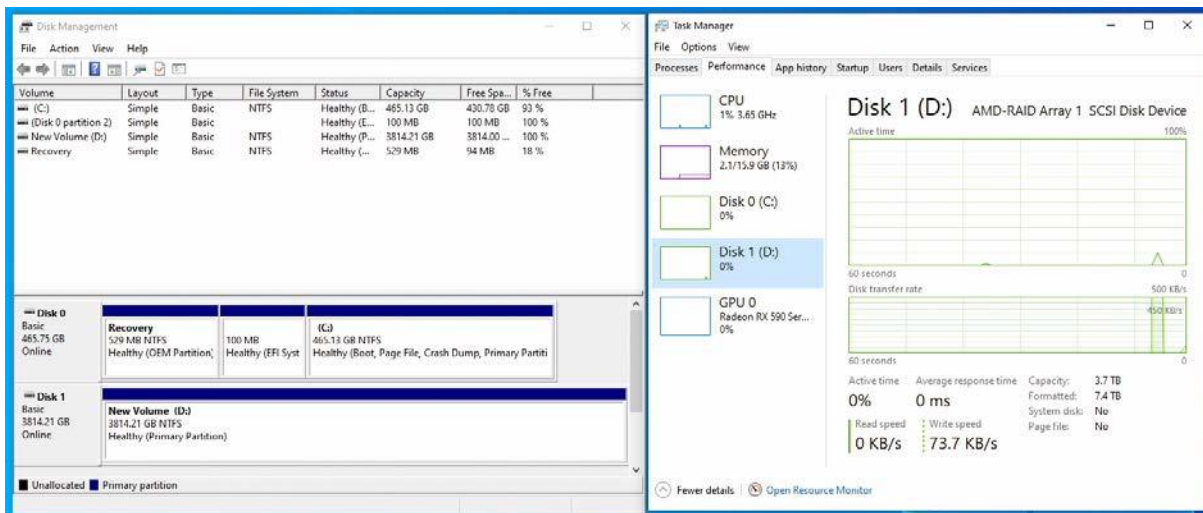 Disk Management
File Action View Help
Volume Layout Type File System Status Capacity Free Spa... % Free
(C:) Simple Basic NTFS Healthy (B... 465.13 GB 430.78 GB 93 %
(Disk 0 partition 2) Simple Basic Healthy (E... 100 MB 100 MB 100 %
New Volume (D:) Simple Basic NTFS Healthy (P... 3814.21 GB 3814.00 ... 100 %
Recovery Simple Basic NTFS Healthy (... 529 MB 94 MB 18 %
Disk 0
Basic
465.75 GB
Online
Recovery
529 MB NTFS
Healthy (OEM Partition)
100 MB
Healthy (EFI Syst
(C:)
465.13 GB NTFS
Healthy (Boot, Page File, Crash Dump, Primary Partiti
Disk 1
Basic
3814.21 GB
Online
New Volume (D:)
3814.21 GB NTFS
Healthy (Primary Partition)
Unallocated Primary partition
Task Manager
File Options View
Processes Performance App history Startup Users Details Services
CPU
1% 3.65 GHz
Memory
2.1/15.9 GB (13%)
Disk 0 (C:)
0%
Disk 1 (D:)
0%
GPU 0
Radeon RX 590 Ser...
0%
Disk 1 (D:) AMD-RAID Array 1 SCSI Disk Device
Active time 100%
60 seconds 0
Disk transfer rate 500 KB/s
450 KB/s
60 seconds 0
Active time Average response time
0% 0 ms
Read speed Write speed
0 KB/s 73.7 KB/s
Capacity: 3.7 TB
Formatted: 7.4 TB
System disk: No
Page file: No
Fewer details Open Resource Monitor